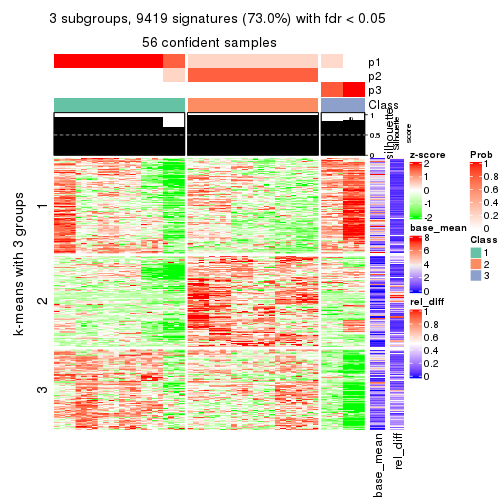 3 subgroups, 9419 signatures (73.0%) with fdr < 0.05
56 confident samples
p1
p2
p3
Class
1
0.5
0
silhouette
Silhouette
score
k-means with 3 groups
1
2
3
base_mean
rel_diff
z-score
2
1
0
-1
-2
base_mean
8
6
4
2
0
rel_diff
1
0.8
0.6
0.4
0.2
0
Prob
1
0.8
0.6
0.4
0.2
0
Class
1
2
3